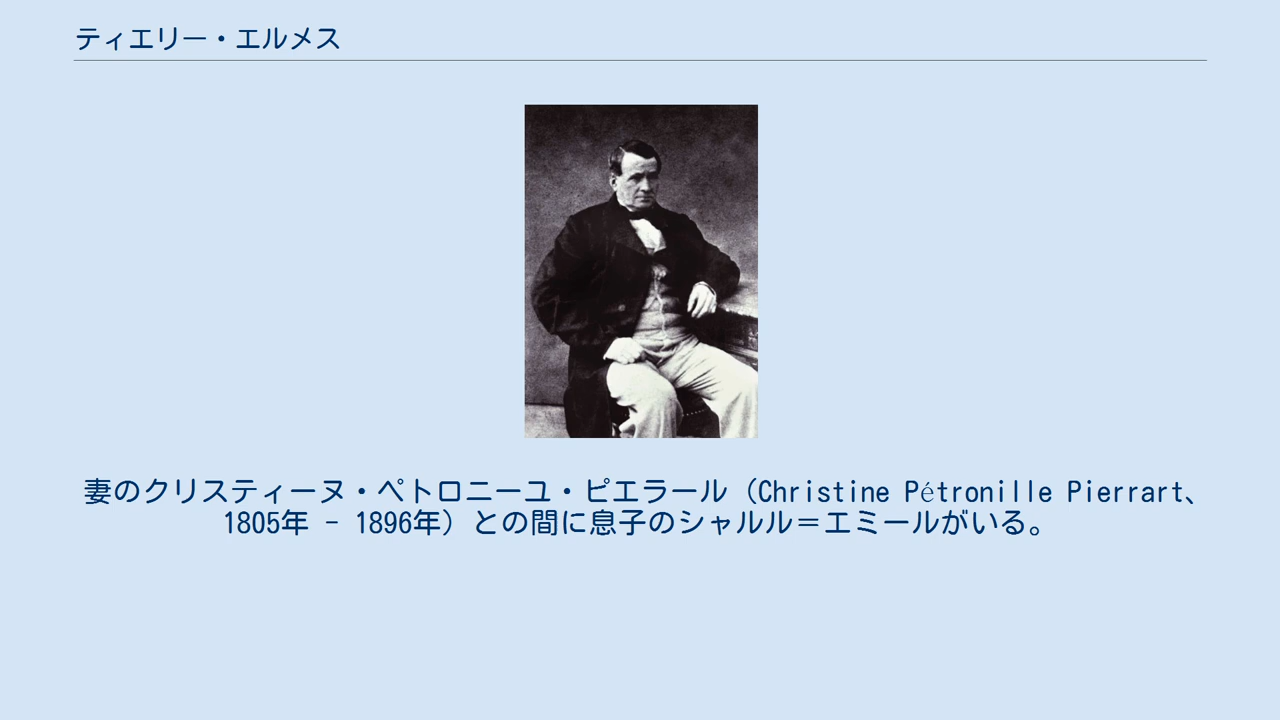 ティエリー・エルメス
妻のクリスティーヌ・ペトロニーユ・ピエラール（Christine Pétronille Pierrart、
1805年 - 1896年）との間に息子のシャルル＝エミールがいる。